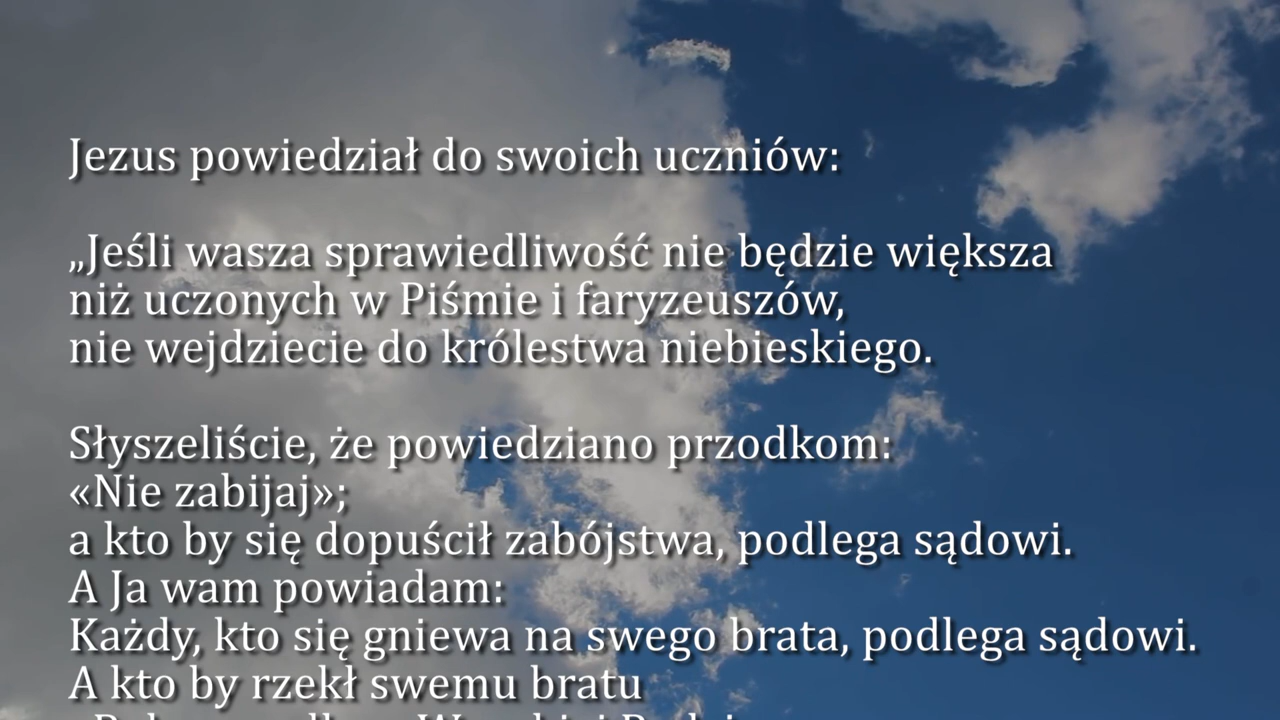 Jezus powiedział do swoich uczniów:
„Jeśli wasza sprawiedliwość nie będzie większa
niż uczonych w Piśmie i faryzeuszów,
nie wejdziecie do królestwa niebieskiego.
Słyszeliście, że powiedziano przodkom:
«Nie zabijaj»;
a kto by się dopuścił zabójstwa, podlega sądowi.
A Ja wam powiadam:
Każdy, kto się gniewa na swego brata, podlega sądowi.
A kto by rzekł swemu bratu